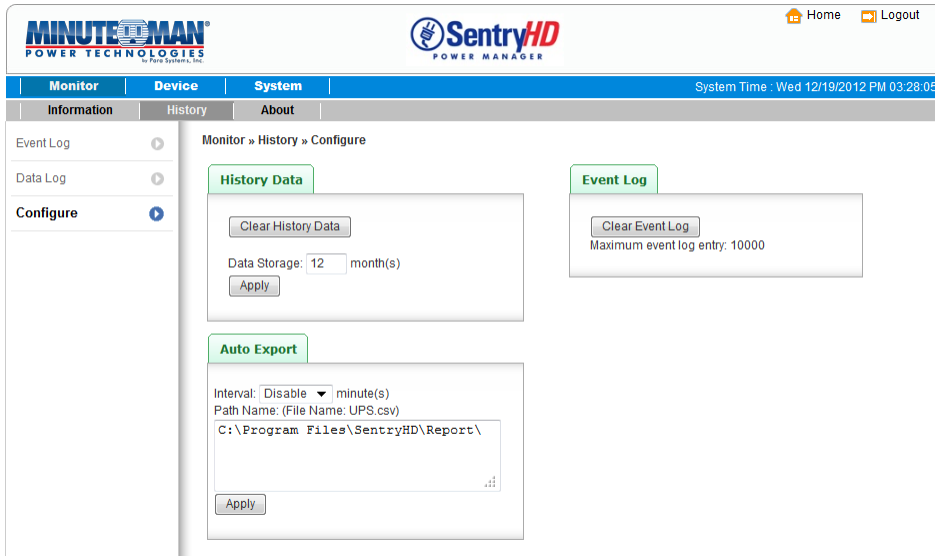 Home Logout
MINUTEMAN®
POWER TECHNOLOGIES
by Para Systems, Inc.
SentryHD
POWER MANAGER
Monitor Device System System Time : Wed 12/19/2012 PM 03:28:05
Information History About
Event Log
Data Log
Configure
Monitor » History » Configure
History Data
Clear History Data
Data Storage: 12 month(s)
Apply
Event Log
Clear Event Log
Maximum event log entry: 10000
Auto Export
Interval: Disable minute(s)
Path Name: (File Name: UPS.csv)
C:\Program Files\SentryHD\Report\
Apply